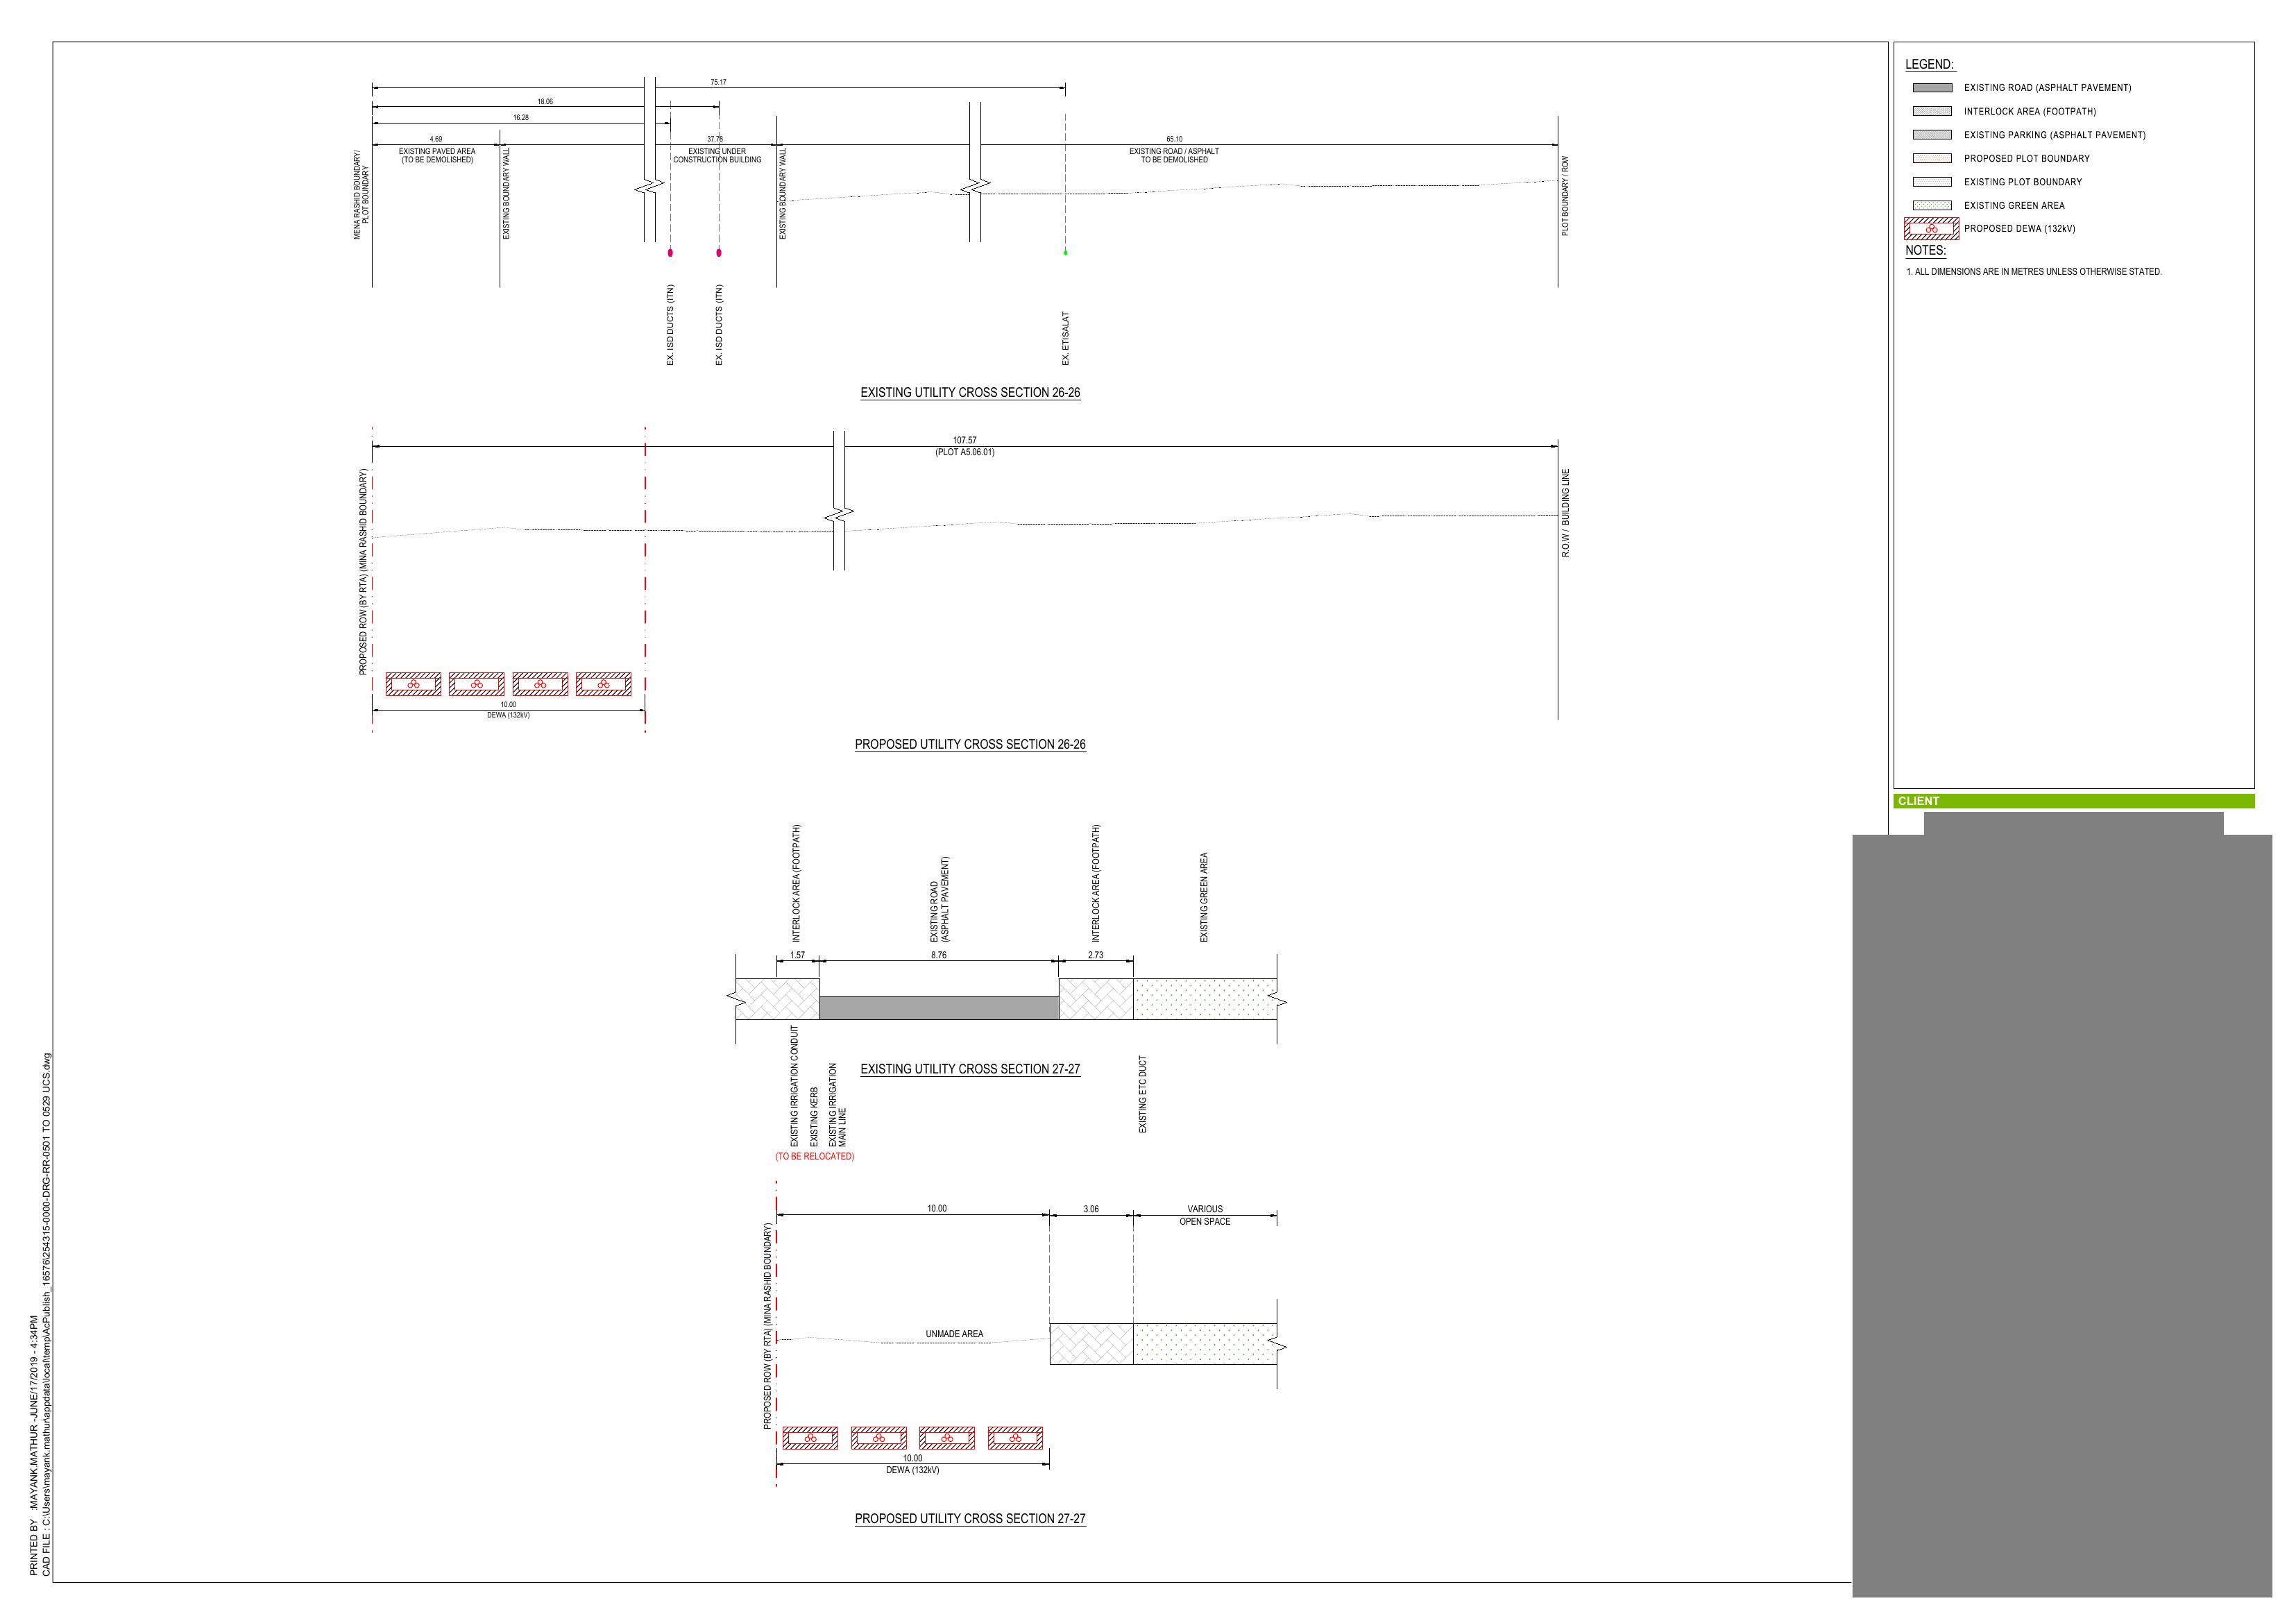 75.17
18.06
16.28
4.69
EXISTING PAVED AREA
(TO BE DEMOLISHED)
37.78
EXISTING UNDER
CONSTRUCTION BUILDING
65.10
EXISTING ROAD / ASPHALT
TO BE DEMOLISHED
MENA RASHID BOUNDARY/
PLOT BOUNDARY
EXISTING BOUNDARY WALL
EXISTING BOUNDARY WALL
PLOT BOUNDARY / ROW
EX. ISD DUCTS (ITN)
EX. ISD DUCTS (ITN)
EX. ETISALAT
EXISTING UTILITY CROSS SECTION 26-26
107.57
(PLOT A5.06.01)
PROPOSED ROW (BY RTA) (MINA RASHID BOUNDARY)
R.O.W / BUILDING LINE
10.00
DEWA (132kV)
PROPOSED UTILITY CROSS SECTION 26-26
INTERLOCK AREA (FOOTPATH)
EXISTING ROAD
(ASPHALT PAVEMENT)
INTERLOCK AREA (FOOTPATH)
EXISTING GREEN AREA
1.57
8.76
2.73
EXISTING UTILITY CROSS SECTION 27-27
EXISTING IRRIGATION CONDUIT
EXISTING KERB
EXISTING IRRIGATION
MAIN LINE
EXISTING ETC DUCT
(TO BE RELOCATED)
10.00
3.06
VARIOUS
OPEN SPACE
PROPOSED ROW (BY RTA) (MINA RASHID BOUNDARY)
UNMADE AREA
10.00
DEWA (132kV)
PROPOSED UTILITY CROSS SECTION 27-27
LEGEND:
EXISTING ROAD (ASPHALT PAVEMENT)
INTERLOCK AREA (FOOTPATH)
EXISTING PARKING (ASPHALT PAVEMENT)
PROPOSED PLOT BOUNDARY
EXISTING PLOT BOUNDARY
EXISTING GREEN AREA
PROPOSED DEWA (132kV)
NOTES:
1. ALL DIMENSIONS ARE IN METRES UNLESS OTHERWISE STATED.
CLIENT
PRINTED BY :MAYANK.MATHUR -JUNE/17/2019 - 4:34PM
CAD FILE : C:\Users\mayank.mathur\appdata\local\temp\AcPublish_16576\254315-0000-DRG-RR-0501 TO 0529 UCS.dwg